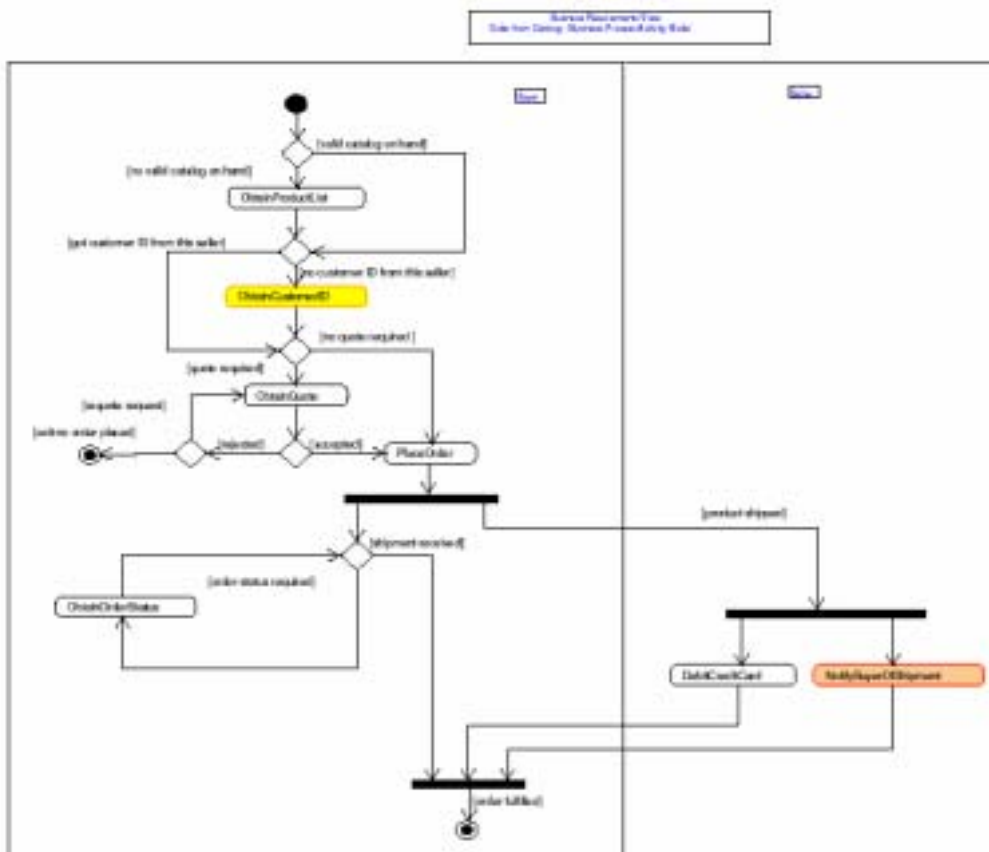 Business Requirements View
Order from Catalog: Business Process Activity Model
Buyer
Seller
[valid catalog on hand]
[no valid catalog on hand]
ObtainProductList
[got customer ID from this seller]
[no customer ID from this seller]
ObtainCustomerID
[no quote required]
[quote required]
ObtainQuote
[requote request]
[rejected]
[accepted]
PlaceOrder
[product shipped]
[shipment received]
[order status required]
ObtainOrderStatus
DebitCreditCard
NotifyBuyerOfShipment
[order fulfilled]